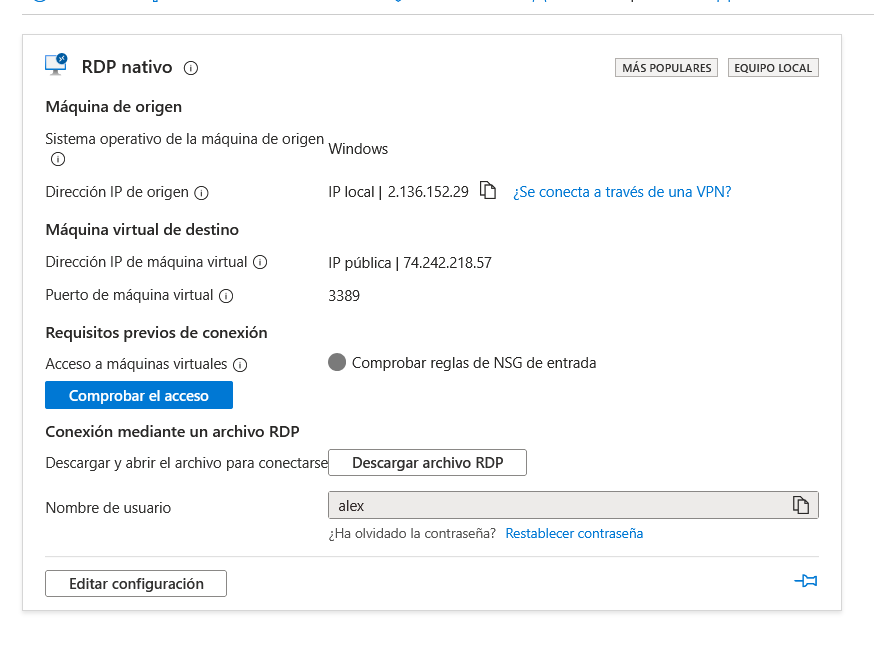 RDP nativo
MÁS POPULARES
EQUIPO LOCAL
Máquina de origen
Sistema operativo de la máquina de origen
Windows
Dirección IP de origen
IP local | 2.136.152.29
¿Se conecta a través de una VPN?
Máquina virtual de destino
Dirección IP de máquina virtual
IP pública | 74.242.218.57
Puerto de máquina virtual
3389
Requisitos previos de conexión
Acceso a máquinas virtuales
Comprobar reglas de NSG de entrada
Comprobar el acceso
Conexión mediante un archivo RDP
Descargar y abrir el archivo para conectarse
Descargar archivo RDP
Nombre de usuario
alex
¿Ha olvidado la contraseña? Restablecer contraseña
Editar configuración